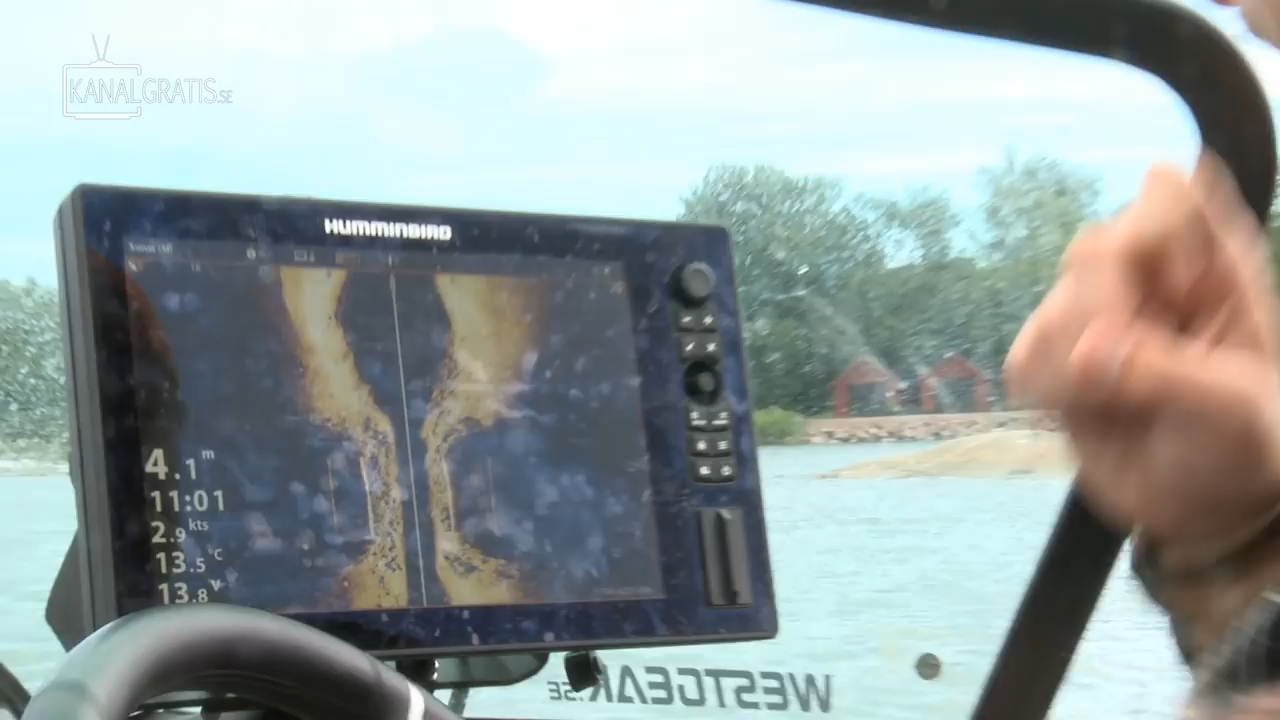 KANALGRATIS.SE
HUMMINBIRD
4.1 m
11:01
2.9 kts
13.5 °C
13.8 V
WESTGEAR.SE